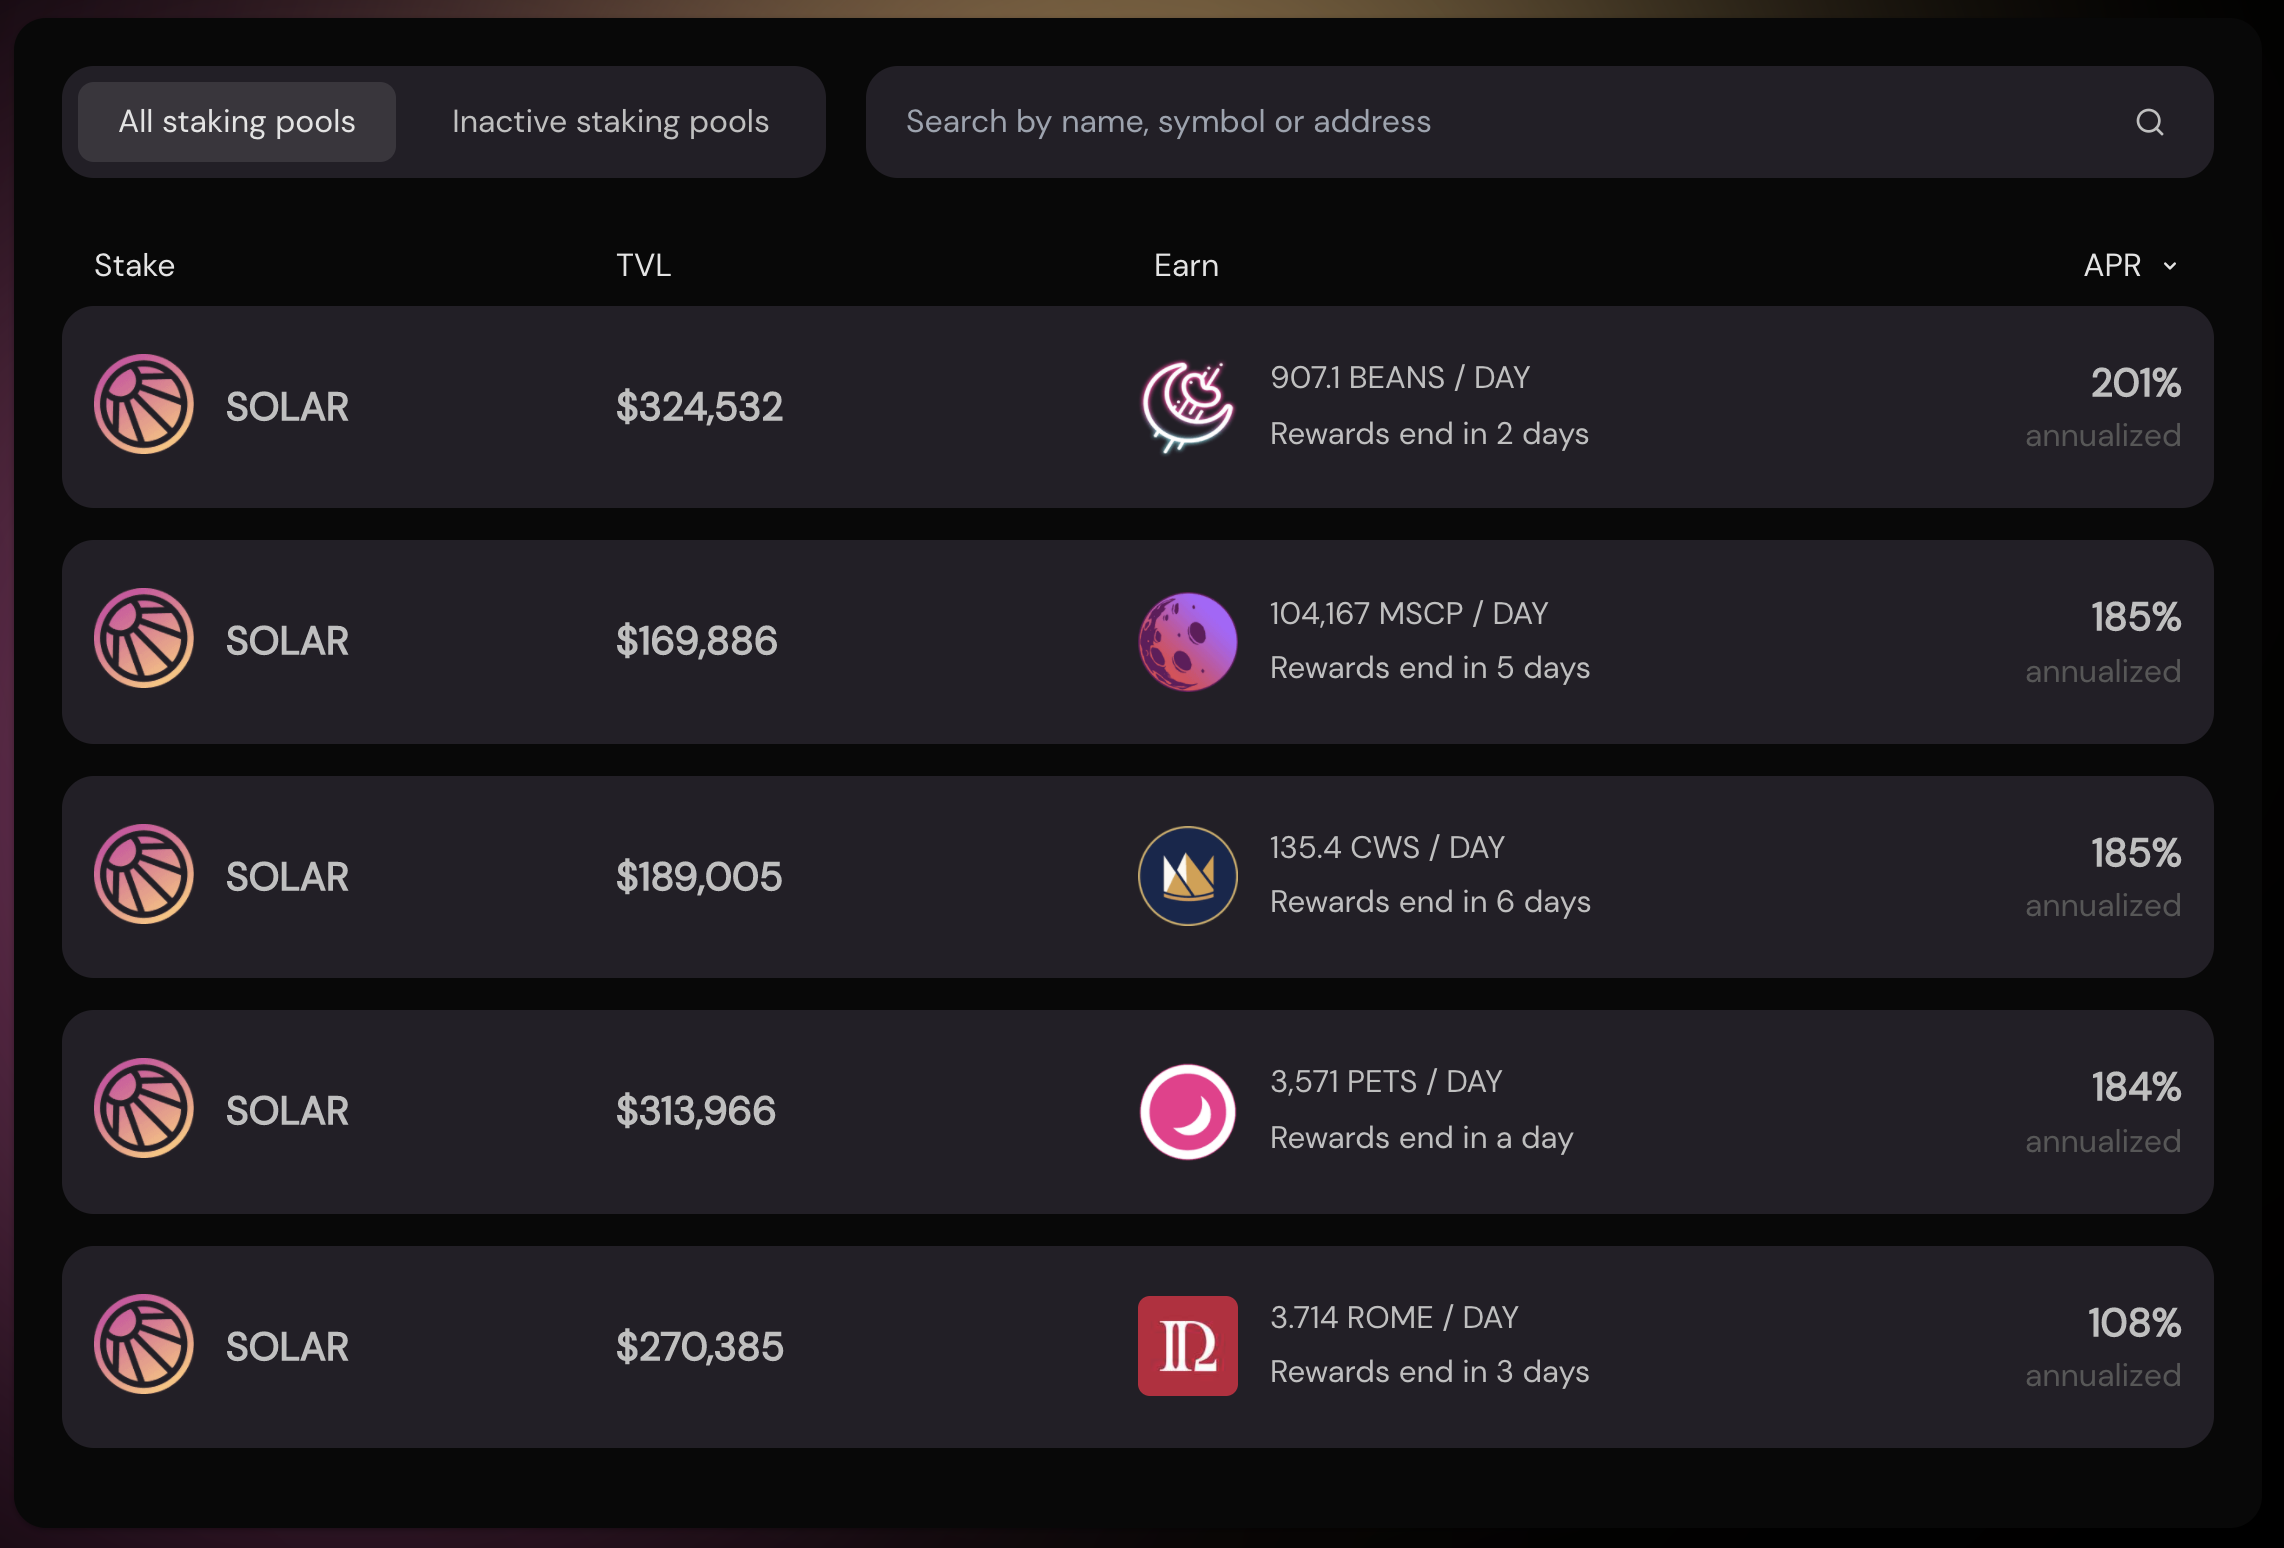 All staking pools
Inactive staking pools
Search by name, symbol or address
Stake
TVL
Earn
APR
SOLAR
$324,532
907.1 BEANS / DAY
Rewards end in 2 days
201%
annualized
SOLAR
$169,886
104,167 MSCP / DAY
Rewards end in 5 days
185%
annualized
SOLAR
$189,005
135.4 CWS / DAY
Rewards end in 6 days
185%
annualized
SOLAR
$313,966
3,571 PETS / DAY
Rewards end in a day
184%
annualized
SOLAR
$270,385
3.714 ROME / DAY
Rewards end in 3 days
108%
annualized